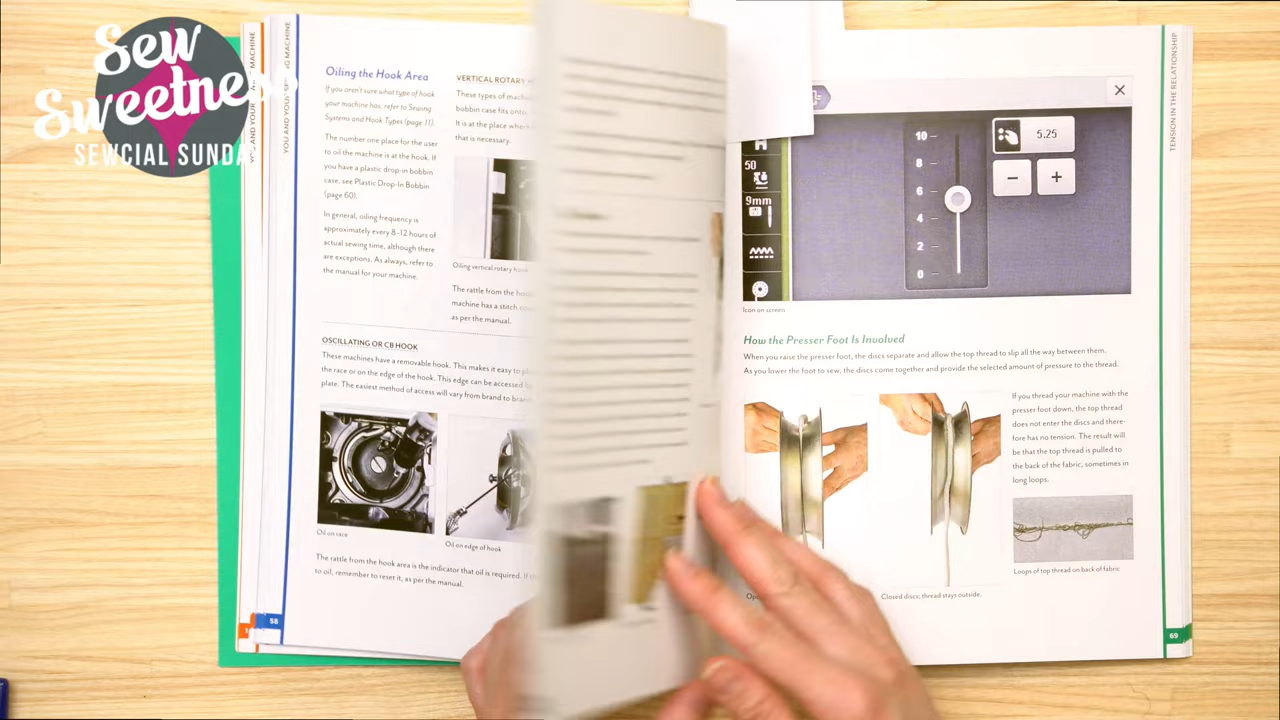 Sew
Sweetness
SEWCIAL SUNDA
MACHINE
MACHINE
Oiling the Hook Area
If you aren't sure what type of hook
your machine has, refer to Sewing
Systems and Hook Types (page 11).
The number one place for the user
to oil the machine is at the hook. If
you have a plastic drop-in bobbin
case, see Plastic Drop-In Bobbin
(page 60).
In general, oiling frequency is
approximately every 8–12 hours of
actual sewing time, although there
are exceptions. As always, refer to
the manual for your machine.
VERTICAL ROTARY
These types of
bobbin case fits onto
It is at the place
that is necessary.
Oiling vertical rotary
The rattle from the
machine has a stitch
as per the manual.
OSCILLATING OR CB HOOK
These machines have a removable hook. This makes it easy to
the race or on the edge of the hook. This edge can be accessed
plate. The easiest method of access will vary from brand to
Oil on race
Oil on edge of hook
The rattle from the hook area is the indicator that oil is required. If
to oil, remember to reset it, as per the manual.
58
TENSION IN THE RELATIONSHIP
10
8
6
4
2
0
50
9mm
5.25
Icon on screen
How the Presser Foot Is Involved
When you raise the presser foot, the discs separate and allow the top thread to slip all the way between them.
As you lower the foot to sew, the discs come together and provide the selected amount of pressure to the thread.
If you thread your machine with the
presser foot down, the top thread
does not enter the discs and there-
fore has no tension. The result will
be that the top thread is pulled to
the back of the fabric, sometimes in
long loops.
Closed discs; thread stays outside.
Loops of top thread on back of fabric
69